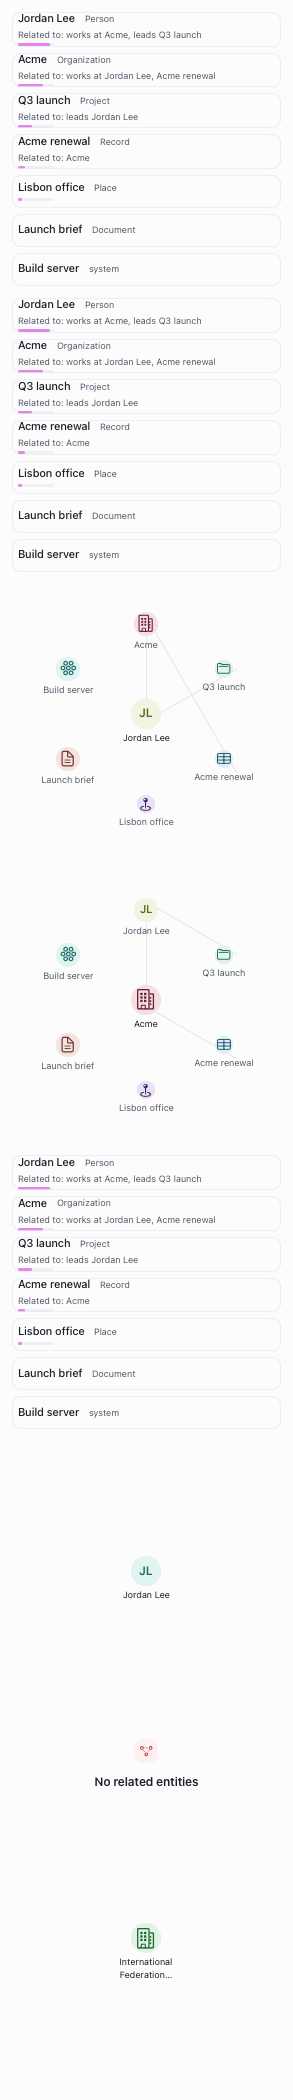 Jordan Lee Person
Related to: works at Acme, leads Q3 launch
Acme Organization
Related to: works at Jordan Lee, Acme renewal
Q3 launch Project
Related to: leads Jordan Lee
Acme renewal Record
Related to: Acme
Lisbon office Place
Launch brief Document
Build server system
Jordan Lee Person
Related to: works at Acme, leads Q3 launch
Acme Organization
Related to: works at Jordan Lee, Acme renewal
Q3 launch Project
Related to: leads Jordan Lee
Acme renewal Record
Related to: Acme
Lisbon office Place
Launch brief Document
Build server system
Acme
Build server
Q3 launch
JL
Jordan Lee
Launch brief
Acme renewal
Lisbon office
JL
Jordan Lee
Build server
Q3 launch
Acme
Launch brief
Acme renewal
Lisbon office
Jordan Lee Person
Related to: works at Acme, leads Q3 launch
Acme Organization
Related to: works at Jordan Lee, Acme renewal
Q3 launch Project
Related to: leads Jordan Lee
Acme renewal Record
Related to: Acme
Lisbon office Place
Launch brief Document
Build server system
JL
Jordan Lee
No related entities
International
Federation...